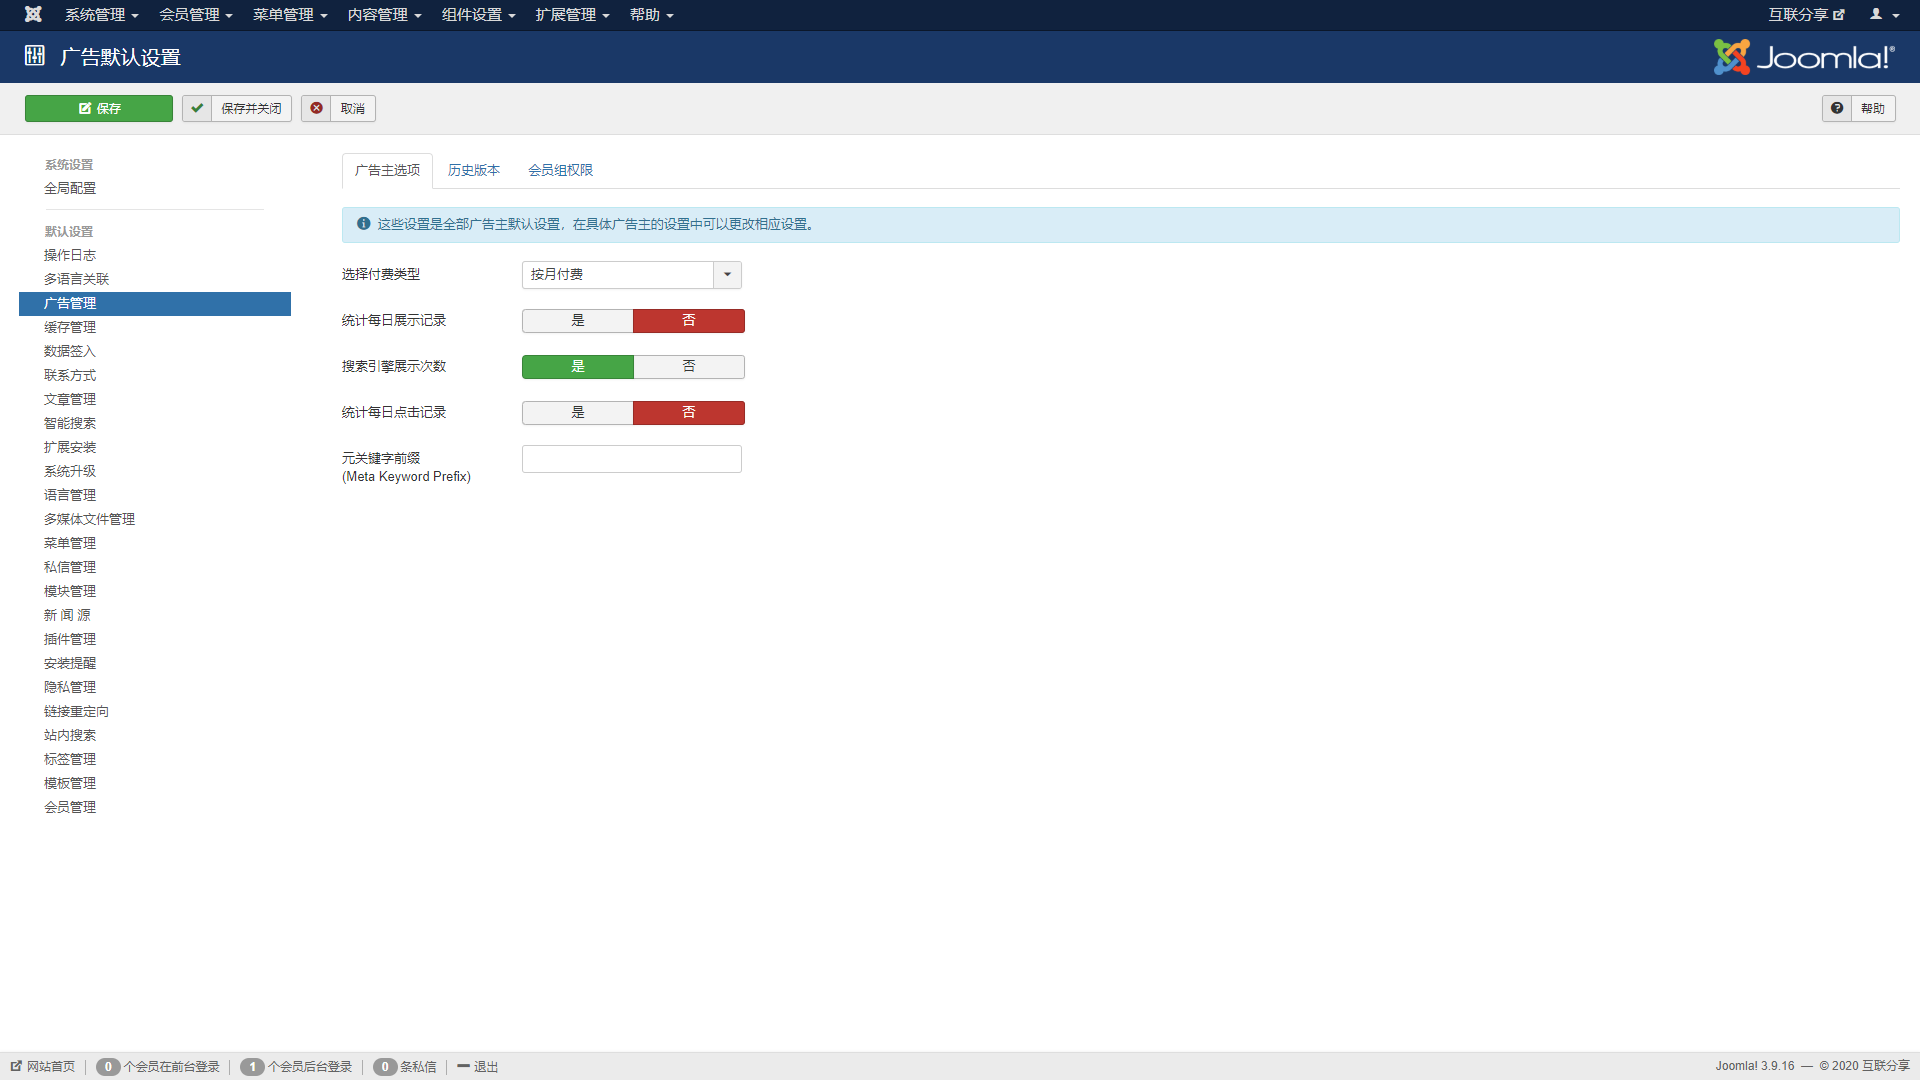 系统管理 会员管理 菜单管理 内容管理 组件设置 扩展管理 帮助 互联分享
广告默认设置 Joomla!®
保存 保存并关闭 取消 帮助
系统设置
全局配置
默认设置
操作日志
多语言关联
广告管理
缓存管理
数据签入
联系方式
文章管理
智能搜索
扩展安装
系统升级
语言管理
多媒体文件管理
菜单管理
私信管理
模块管理
新 闻 源
插件管理
安装提醒
隐私管理
链接重定向
站内搜索
标签管理
模板管理
会员管理
广告主选项 历史版本 会员组权限
这些设置是全部广告主默认设置，在具体广告主的设置中可以更改相应设置。
选择付费类型 按月付费
统计每日展示记录 是 否
搜索引擎展示次数 是 否
统计每日点击记录 是 否
元关键字前缀
(Meta Keyword Prefix)
网站首页 0 个会员在前台登录 1 个会员后台登录 0 条私信 退出 Joomla! 3.9.16 — © 2020 互联分享